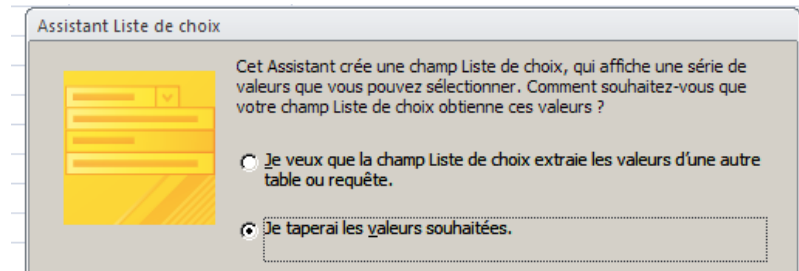 Assistant Liste de choix
Cet Assistant crée une champ Liste de choix, qui affiche une série de
valeurs que vous pouvez sélectionner. Comment souhaitez-vous que
votre champ Liste de choix obtienne ces valeurs ?
Je veux que la champ Liste de choix extraie les valeurs d'une autre
table ou requête.
Je taperai les valeurs souhaitées.